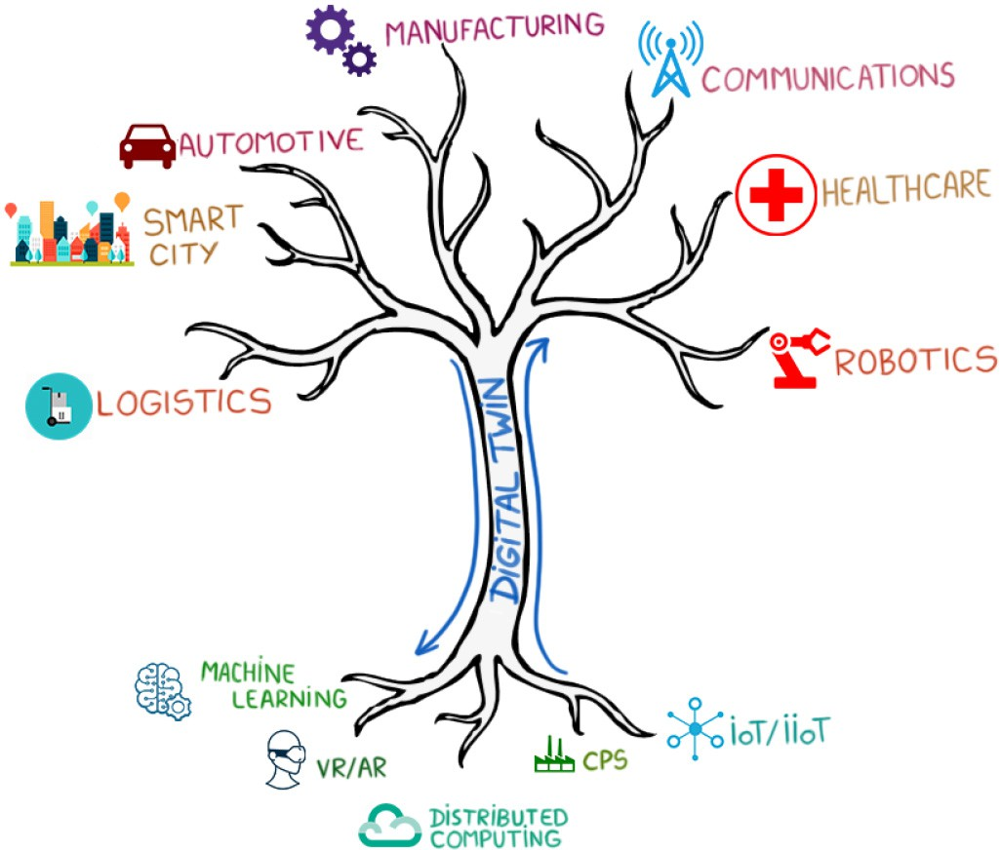 MANUFACTURING
COMMUNICATIONS
AUTOMOTIVE
HEALTHCARE
SMART
CITY
ROBOTICS
LOGISTICS
DIGITAL TWIN
MACHINE
LEARNING
IoT/IIoT
VR/AR
CPS
DISTRIBUTED
COMPUTING